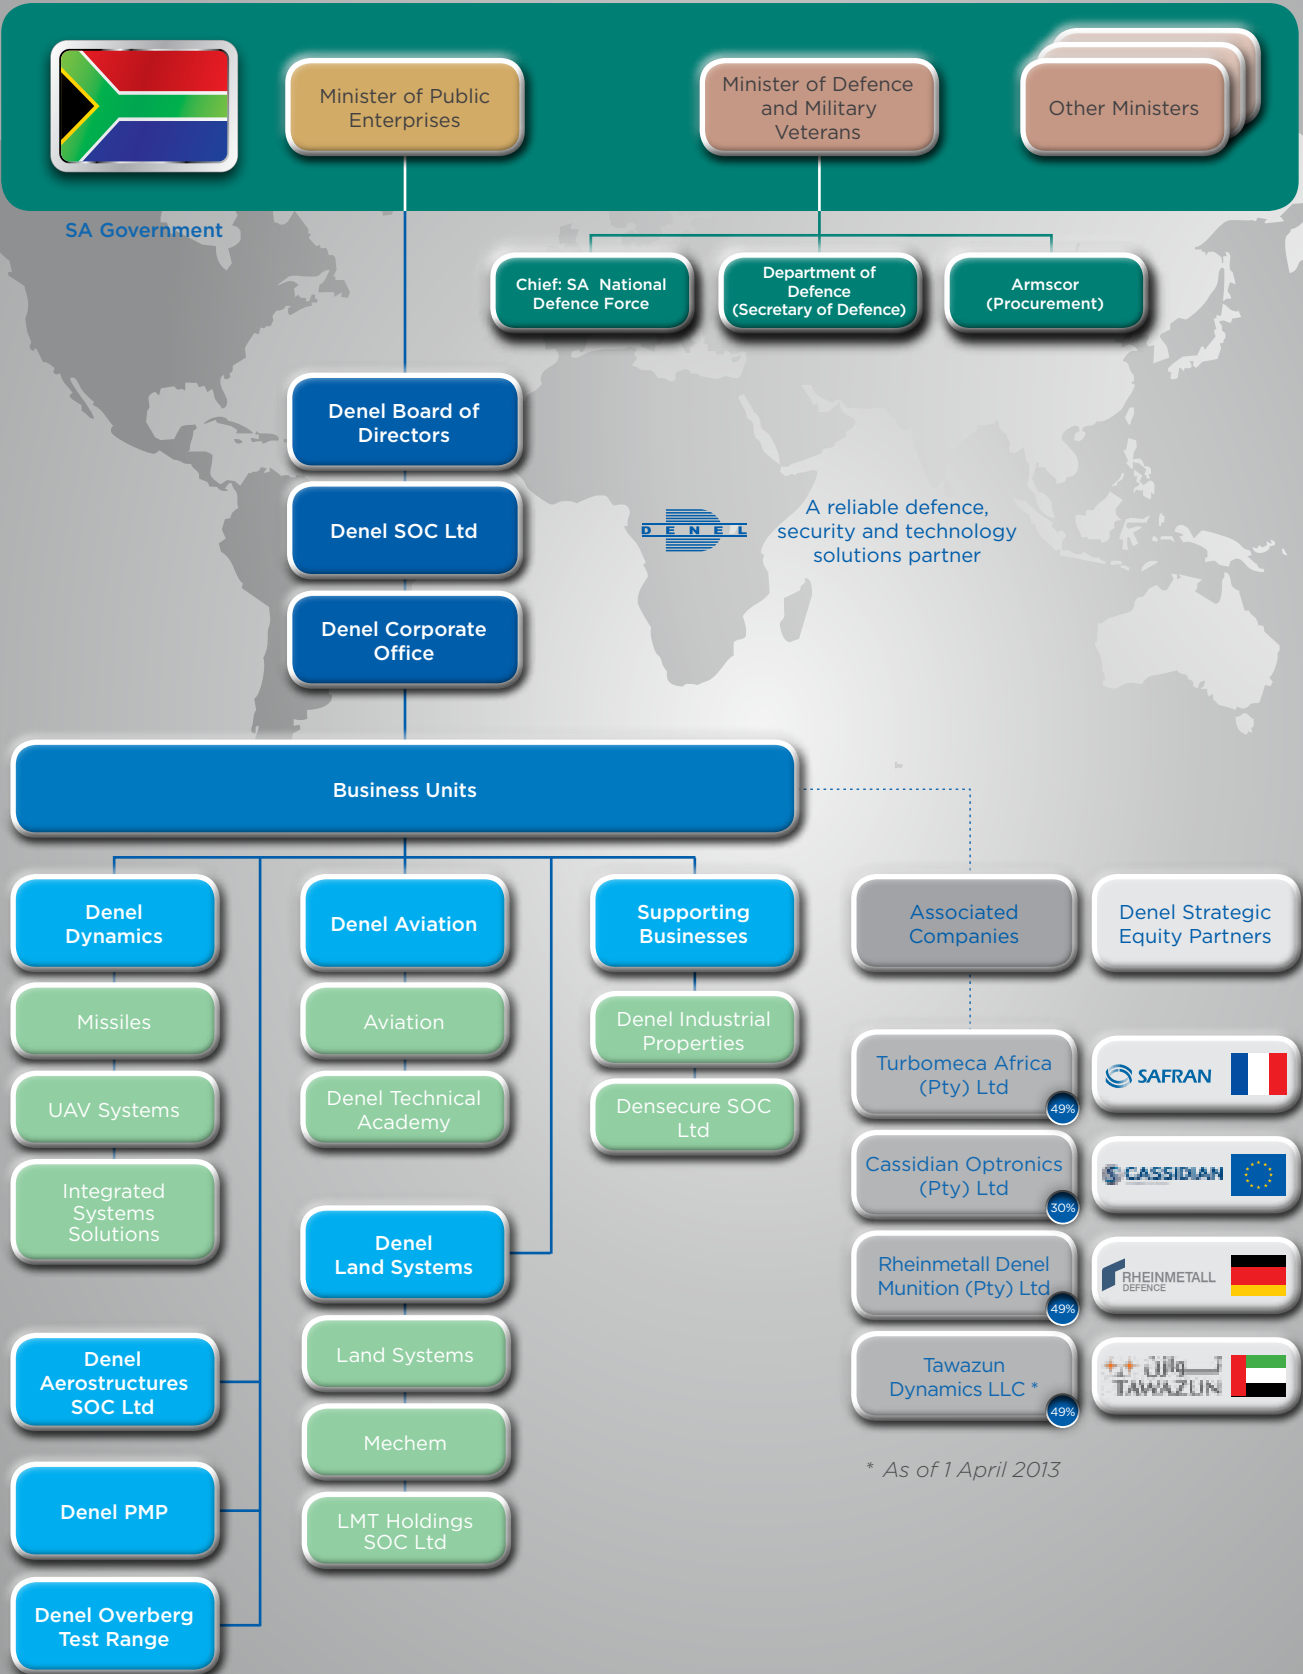 Minister of Public
Enterprises
Minister of Defence
and Military
Veterans
Other Ministers
SA Government
Chief: SA National
Defence Force
Department of
Defence
(Secretary of Defence)
Armscor
(Procurement)
Denel Board of
Directors
Denel SOC Ltd
DENEL
A reliable defence,
security and technology
solutions partner
Denel Corporate
Office
Business Units
Denel
Dynamics
Missiles
UAV Systems
Integrated
Systems
Solutions
Denel
Aerostructures
SOC Ltd
Denel PMP
Denel Overberg
Test Range
Denel Aviation
Aviation
Denel Technical
Academy
Denel
Land Systems
Land Systems
Mechem
LMT Holdings
SOC Ltd
Supporting
Businesses
Denel Industrial
Properties
Densecure SOC
Ltd
Associated
Companies
Denel Strategic
Equity Partners
Turbomeca Africa
(Pty) Ltd
49%
SAFRAN
Cassidian Optronics
(Pty) Ltd
30%
CASSIDIAN
Rheinmetall Denel
Munition (Pty) Ltd
49%
RHEINMETALL
DEFENCE
Tawazun
Dynamics LLC *
49%
توازن
TAWAZUN
* As of 1 April 2013